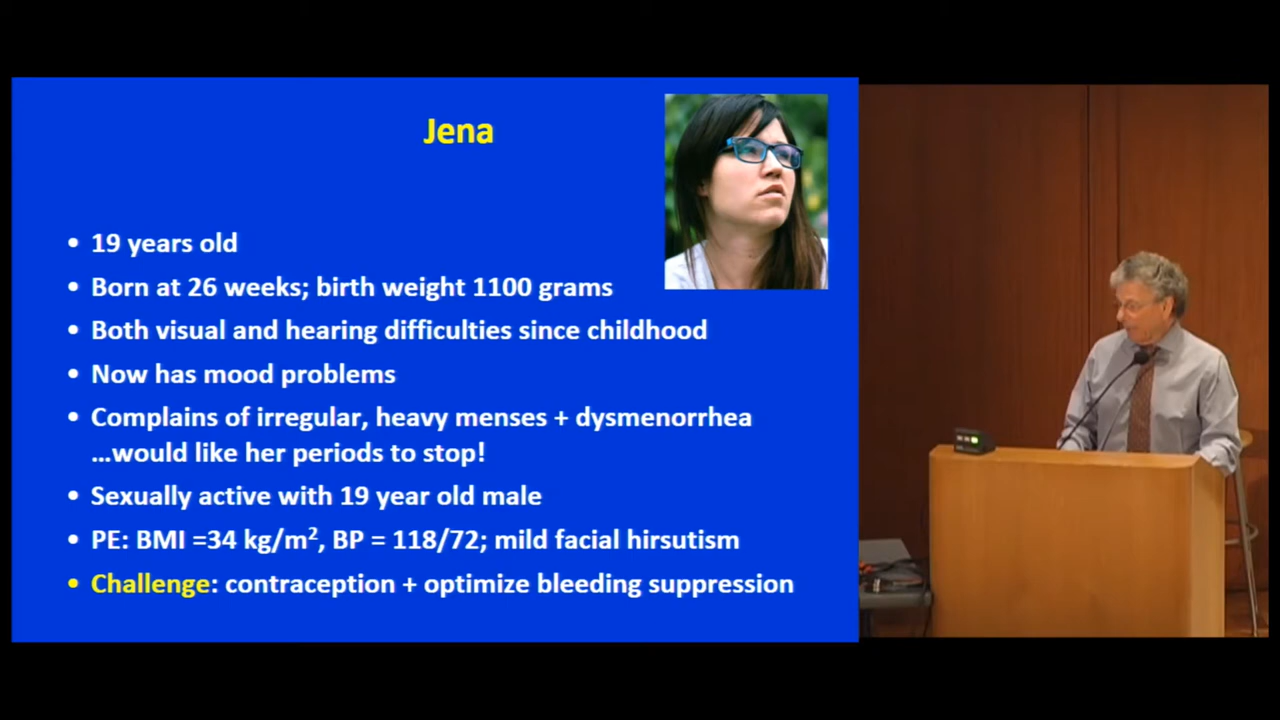 Jena
• 19 years old
• Born at 26 weeks; birth weight 1100 grams
• Both visual and hearing difficulties since childhood
• Now has mood problems
• Complains of irregular, heavy menses + dysmenorrhea
...would like her periods to stop!
• Sexually active with 19 year old male
• PE: BMI =34 kg/m², BP = 118/72; mild facial hirsutism
• Challenge: contraception + optimize bleeding suppression